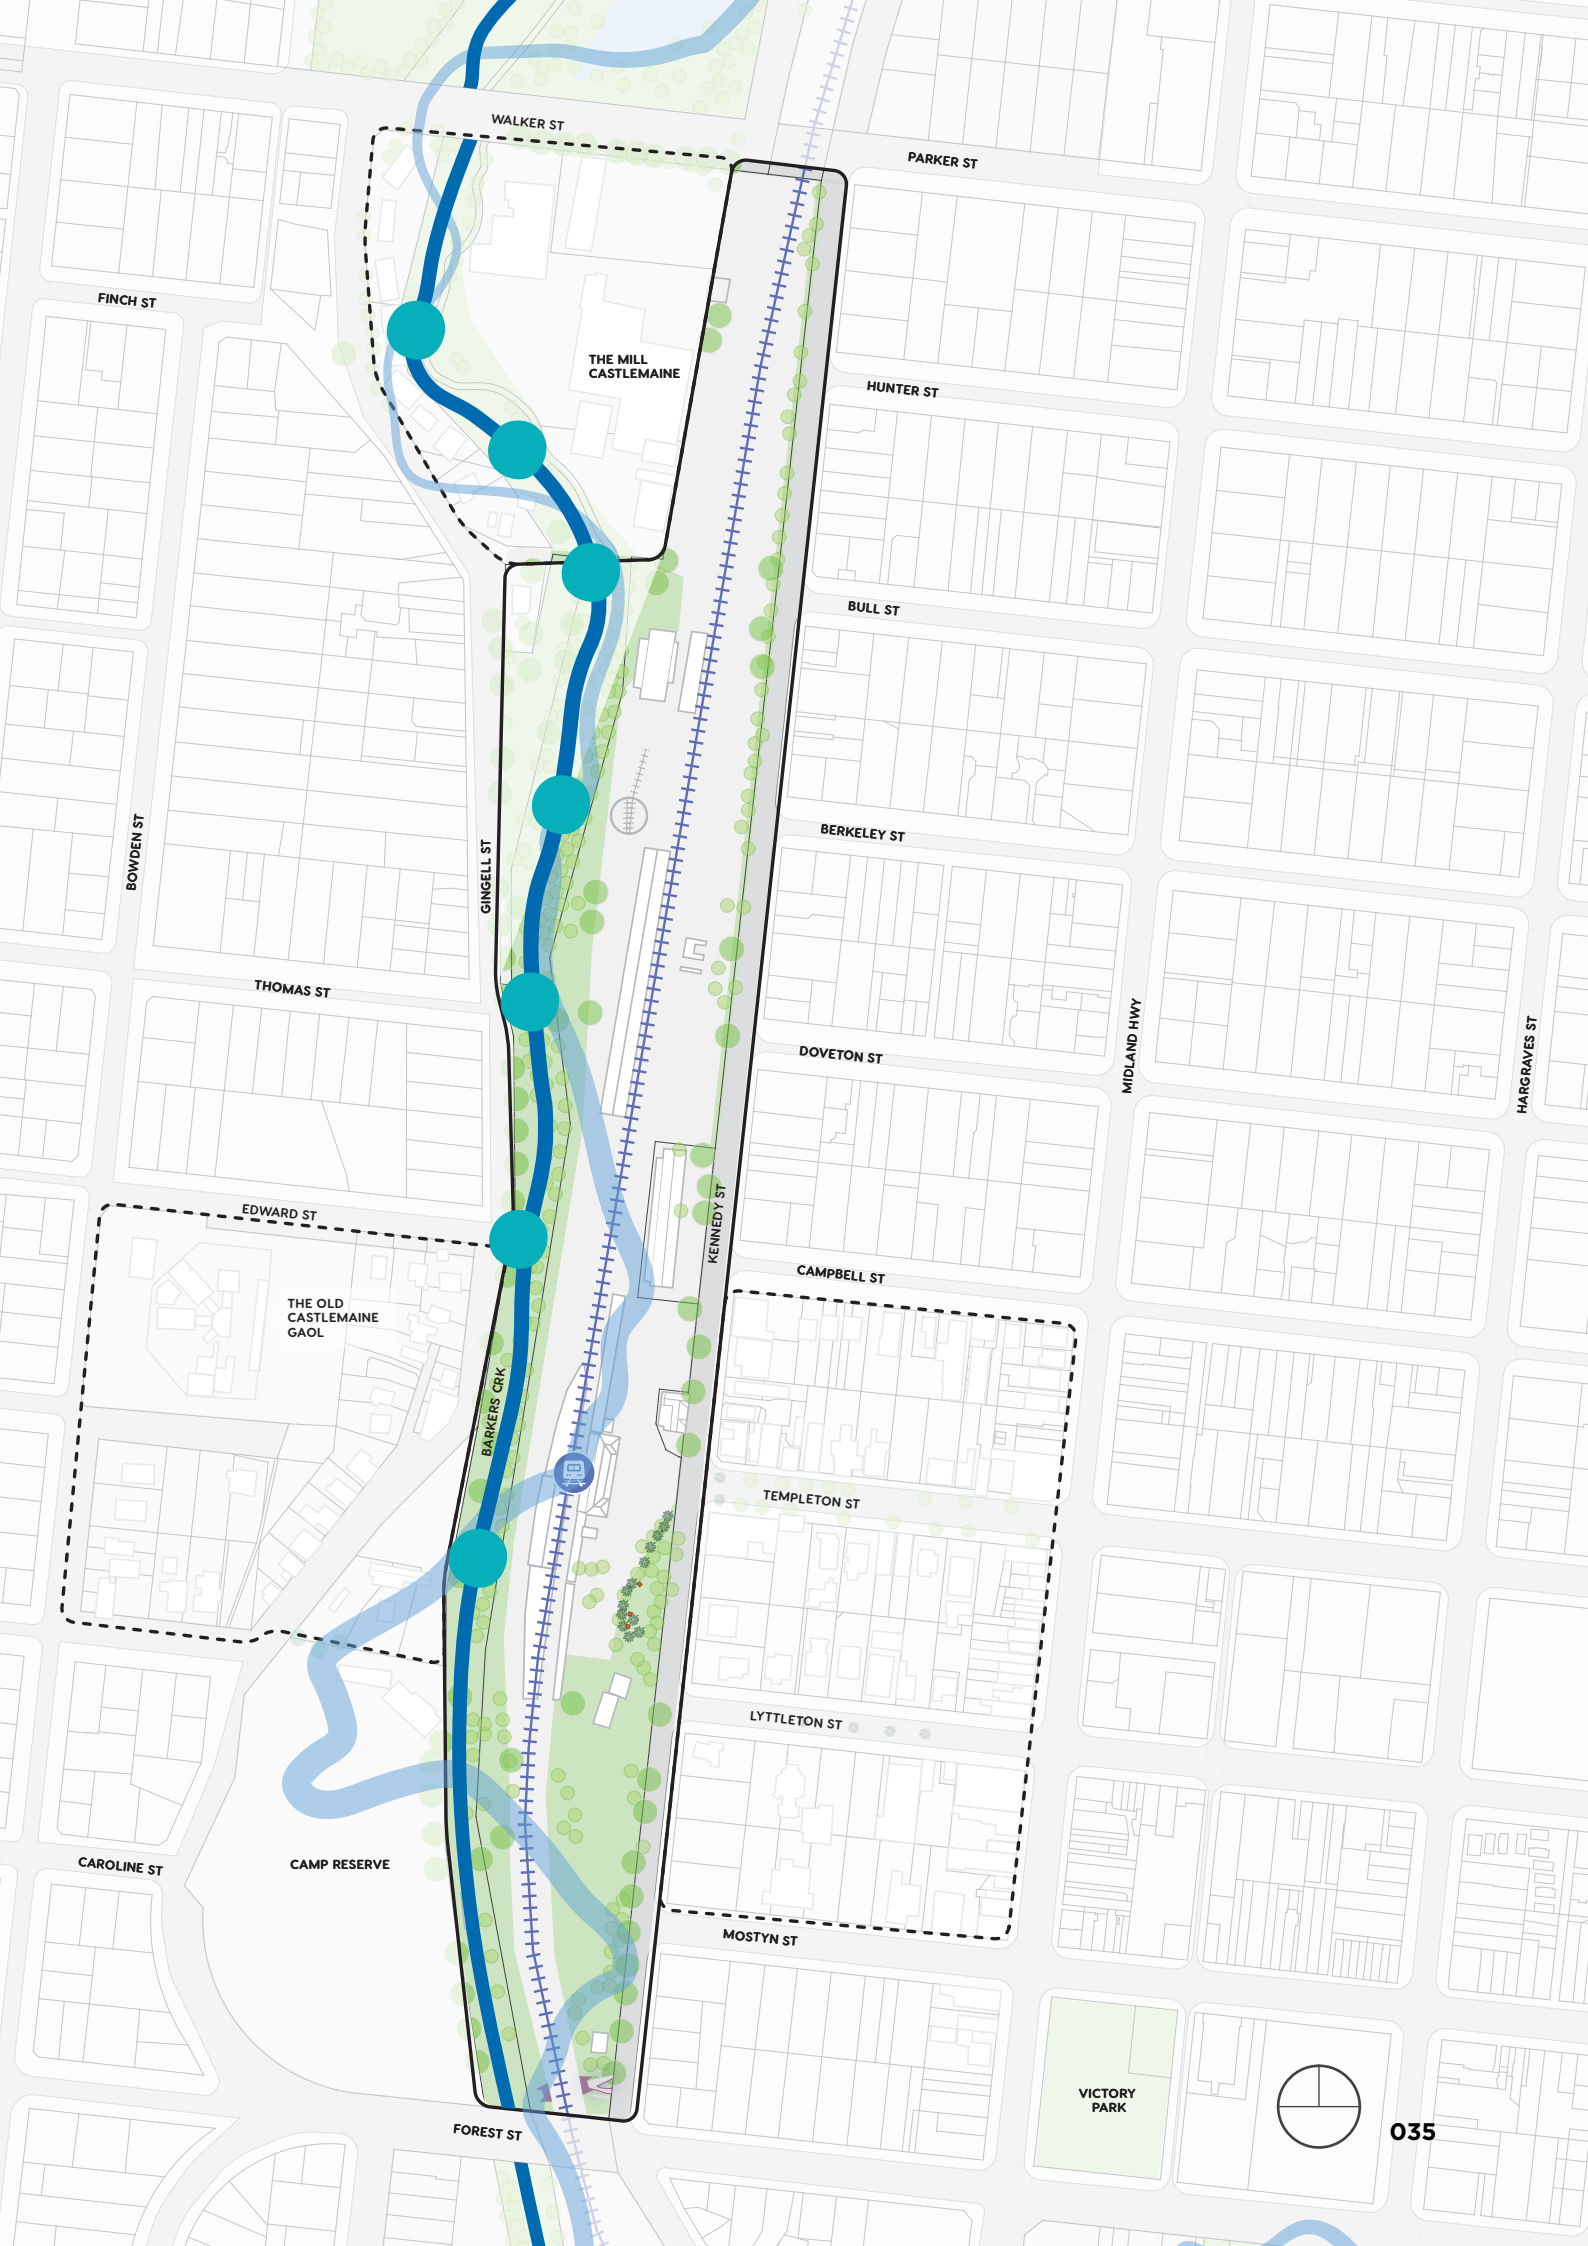 WALKER ST
PARKER ST
FINCH ST
THE MILL
CASTLEMAINE
HUNTER ST
BULL ST
BERKELEY ST
BOWDEN ST
GINGELL ST
THOMAS ST
DOVETON ST
MIDLAND HWY
HARGRAVES ST
EDWARD ST
KENNEDY ST
CAMPBELL ST
THE OLD
CASTLEMAINE
GAOL
BARKERS CRK
TEMPLETON ST
LYTTLETON ST
CAROLINE ST
CAMP RESERVE
MOSTYN ST
VICTORY
PARK
FOREST ST
035